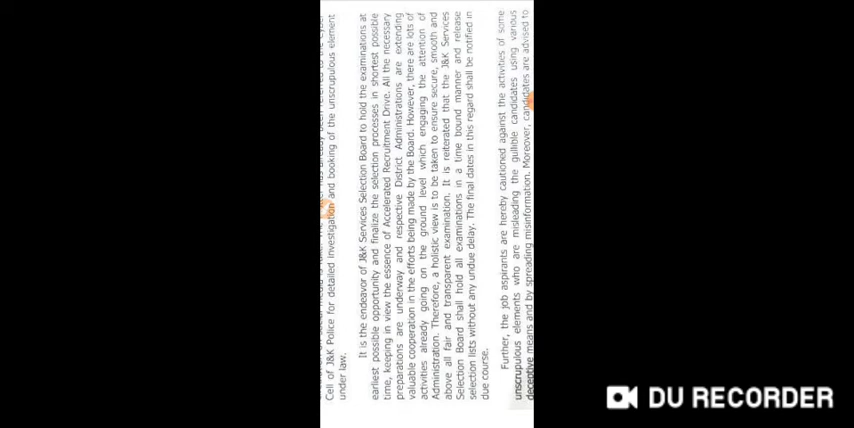 Cell of J&K Police for detailed investigation and booking of the unscrupulous element
under law.
It is the endeavor of J&K Services Selection Board to hold the examinations at
earliest possible opportunity and finalize the selection processes in shortest possible
time, keeping in view the essence of Accelerated Recruitment Drive. All the necessary
preparations are underway and respective District Administrations are extending
valuable cooperation in the efforts being made by the Board. However, there are lots of
activities already going on the ground level which engaging the attention of
Administration. Therefore, a holistic view is to be taken to ensure secure, smooth and
above all fair and transparent examination. It is reiterated that the J&K Services
Selection Board shall hold all examinations in a time bound manner and release
selection lists without any undue delay. The final dates in this regard shall be notified in
due course.
Further, the job aspirants are hereby cautioned against the activities of some
unscrupulous elements who are misleading the gullible candidates using various
deceptive means and by spreading misinformation. Moreover, candidates are advised to
DU RECORDER